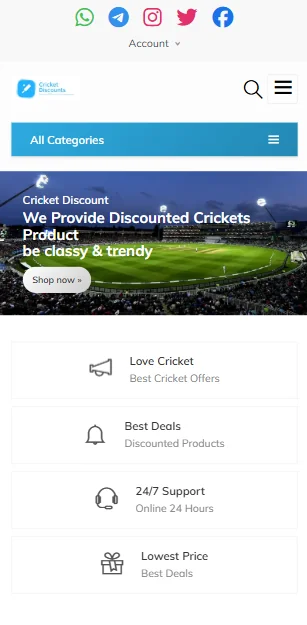 Account
Cricket
Discounts
All Categories
Cricket Discount
We Provide Discounted Crickets
Product
be classy & trendy
Shop now »
Love Cricket
Best Cricket Offers
Best Deals
Discounted Products
24/7 Support
Online 24 Hours
Lowest Price
Best Deals